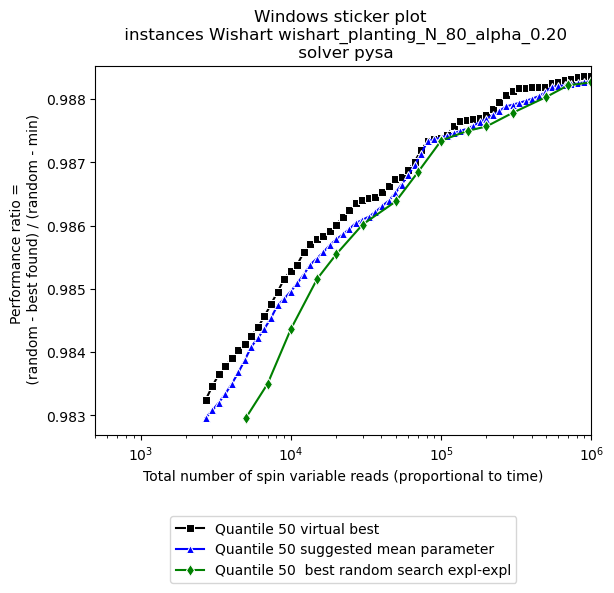 Windows sticker plot
instances Wishart wishart_planting_N_80_alpha_0.20
solver pysa
Performance ratio =
(random - best found) / (random - min)
0.988
0.987
0.986
0.985
0.984
0.983
10^3
10^4
10^5
10^6
Total number of spin variable reads (proportional to time)
Quantile 50 virtual best
Quantile 50 suggested mean parameter
Quantile 50  best random search expl-expl